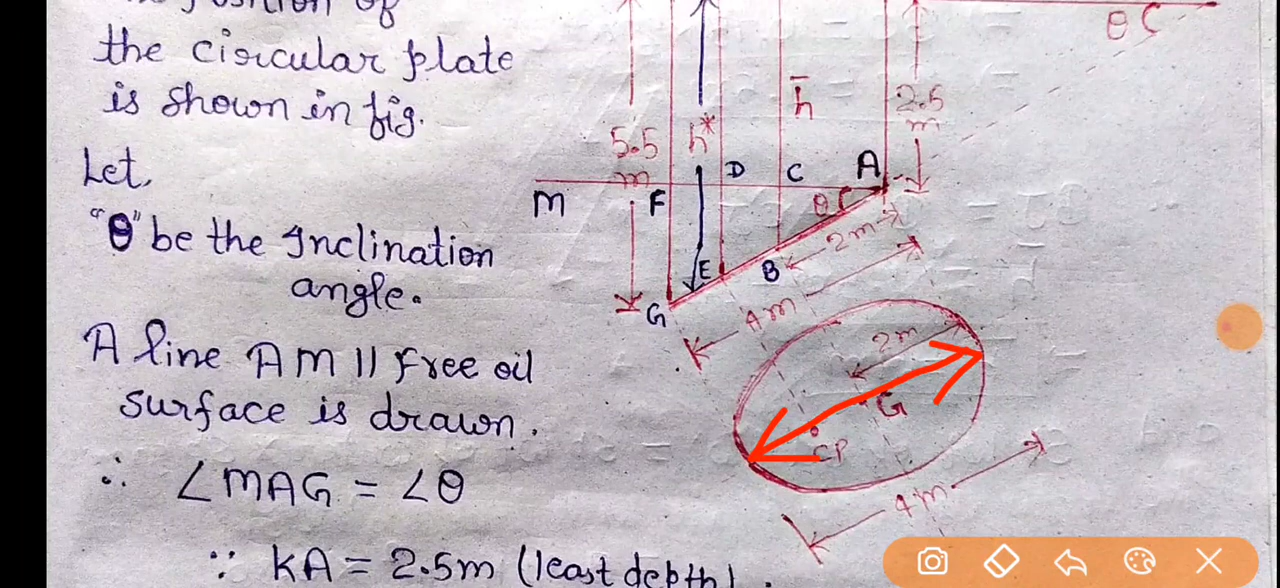 the circular plate
is shown in fig.
Let,
"θ" be the Inclination
angle.
A line AM || free oil
surface is drawn.
∴ ∠MAG = ∠θ
∵ KA = 2.5m (least depth).
θ
h̄
2.5
m
5.5
m
h*
D
C
A
M
F
θ
2m
E
B
G
4m
2m
G
CP
4m